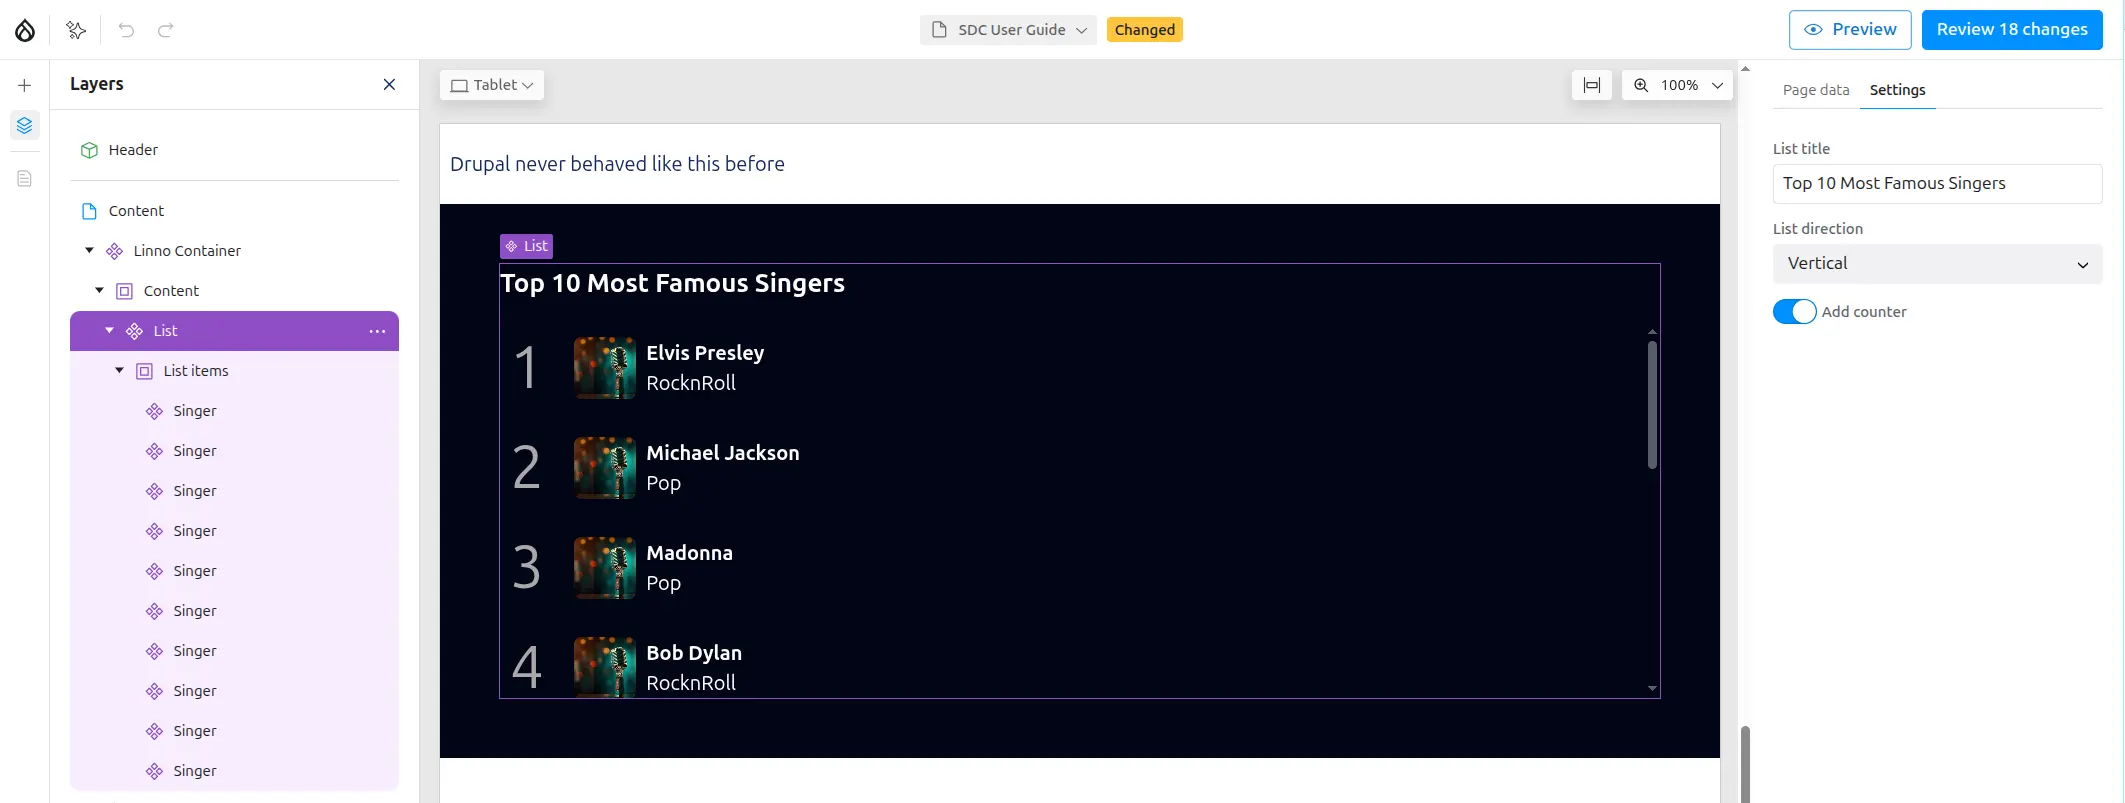 SDC User Guide
Changed
Preview
Review 18 changes
Layers
Header
Content
Linno Container
Content
List
List items
Singer
Singer
Singer
Singer
Singer
Singer
Singer
Singer
Singer
Singer
Tablet
100%
Drupal never behaved like this before
List
Top 10 Most Famous Singers
1
Elvis Presley
RocknRoll
2
Michael Jackson
Pop
3
Madonna
Pop
4
Bob Dylan
RocknRoll
Page data
Settings
List title
Top 10 Most Famous Singers
List direction
Vertical
Add counter